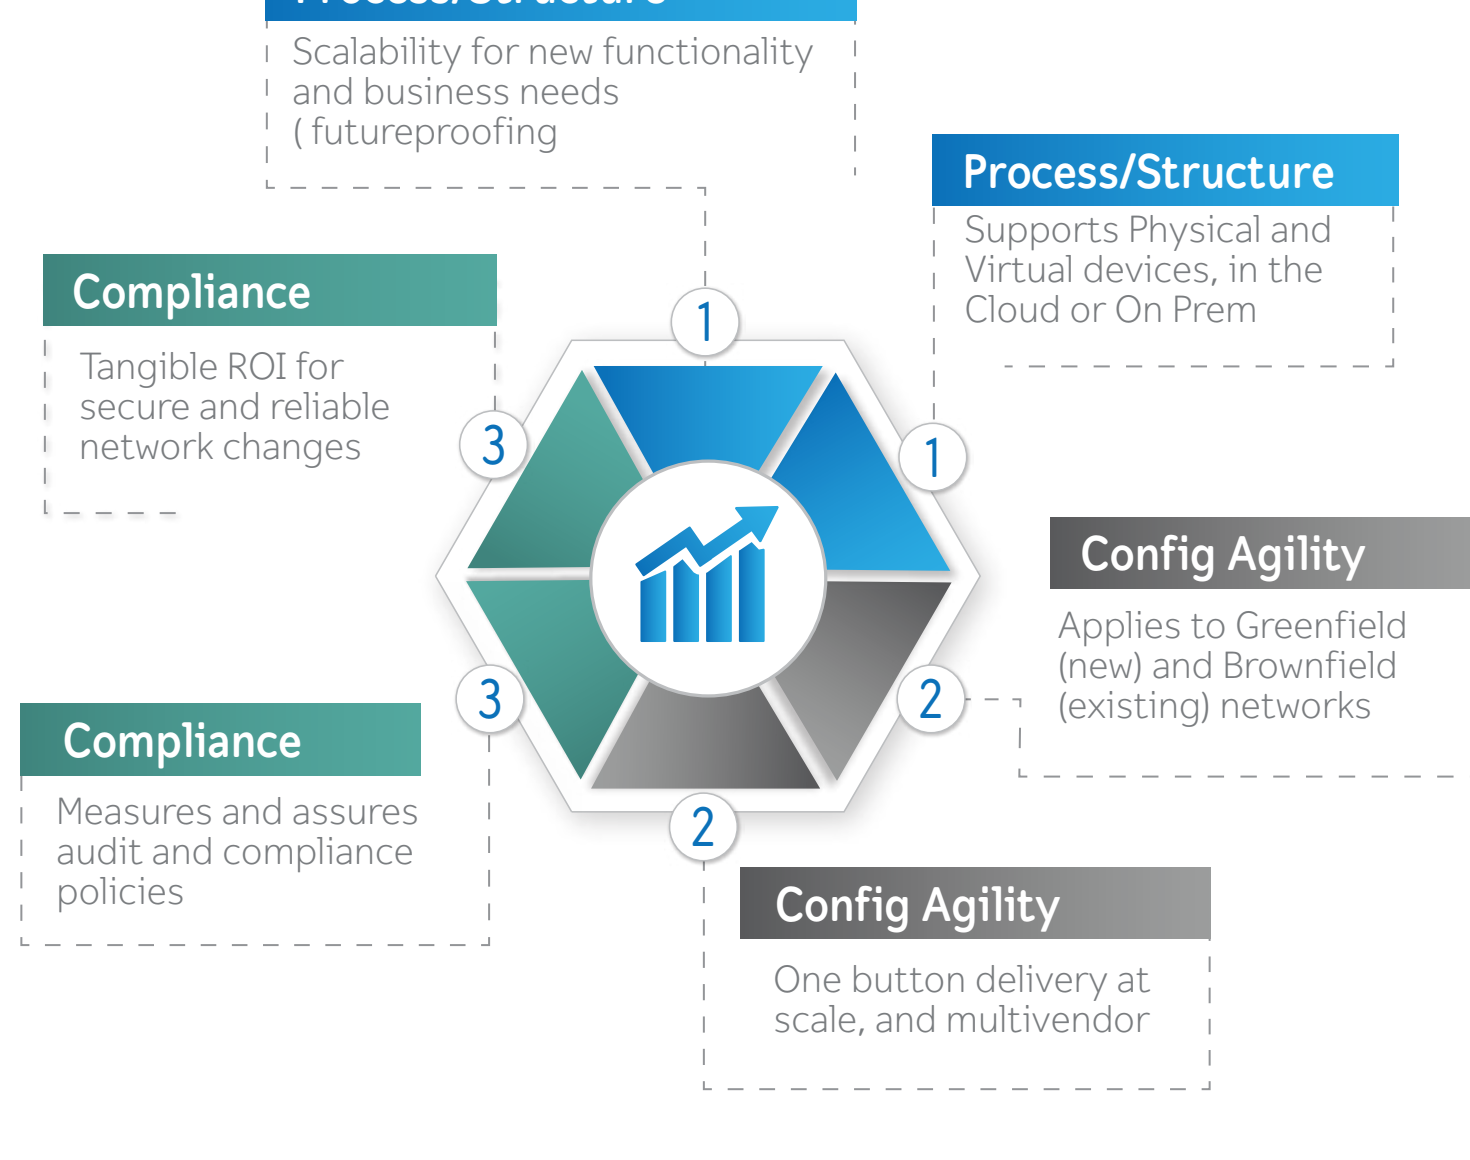 Process/Structure
Scalability for new functionality
and business needs
( futureproofing
Process/Structure
Supports Physical and
Virtual devices, in the
Cloud or On Prem
Compliance
Tangible ROI for
secure and reliable
network changes
1
3
1
Config Agility
Applies to Greenfield
(new) and Brownfield
(existing) networks
3
2
Compliance
Measures and assures
audit and compliance
policies
2
Config Agility
One button delivery at
scale, and multivendor